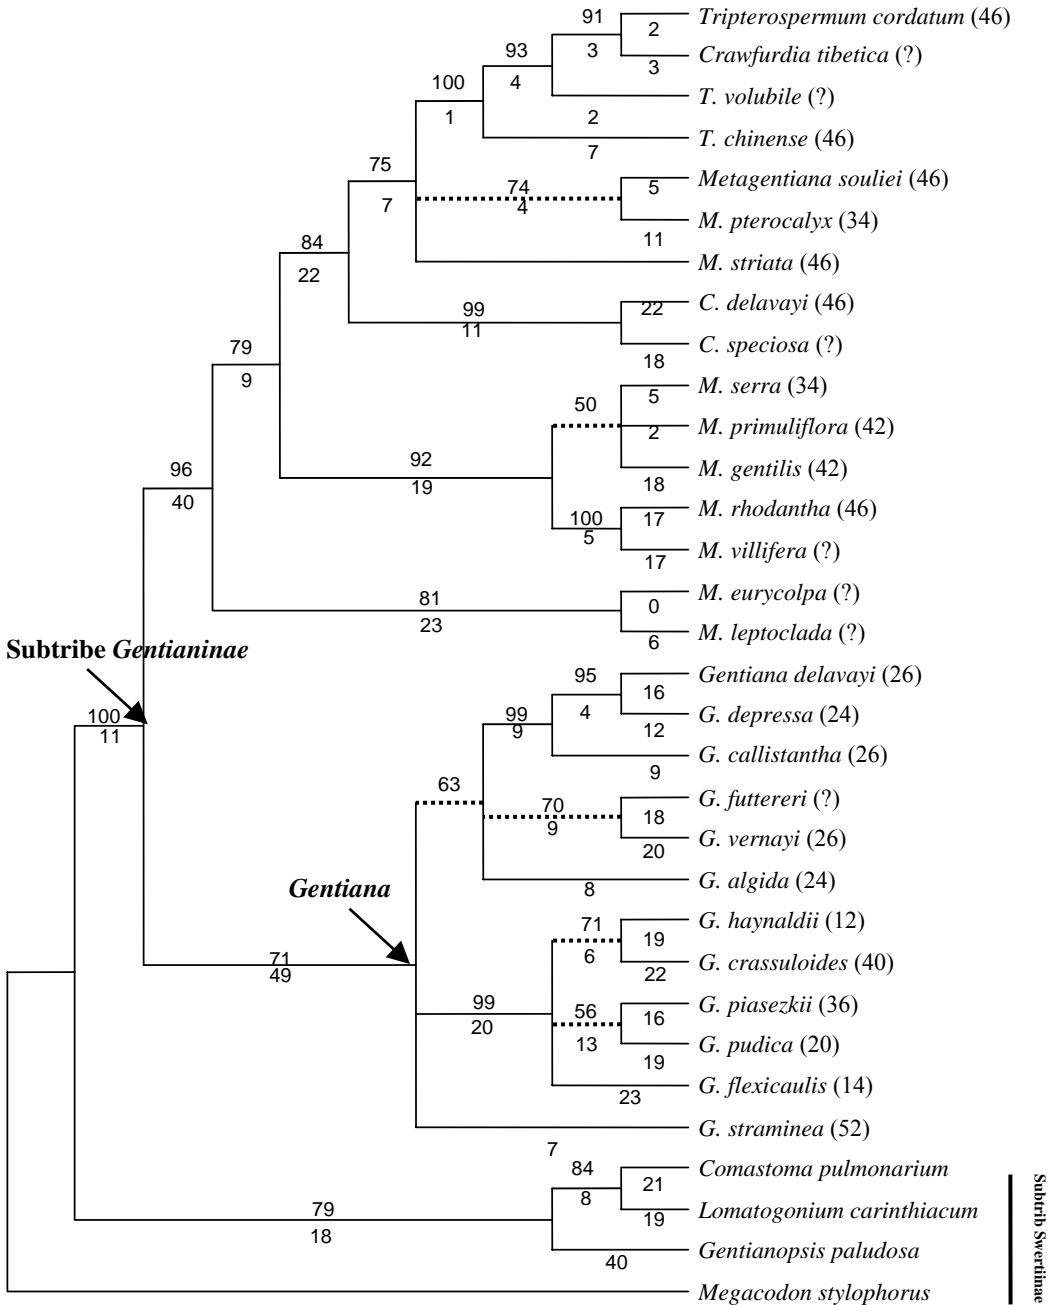 91
Tripterospermum cordatum (46)
2
93
3
Crawfurdia tibetica (?)
3
100
4
T. volubile (?)
1
2
T. chinense (46)
7
75
74
5
Metagentiana souliei (46)
7
4
M. pterocalyx (34)
11
84
M. striata (46)
22
99
22
C. delavayi (46)
11
C. speciosa (?)
18
79
9
M. serra (34)
5
50
2
M. primuliflora (42)
92
M. gentilis (42)
19
18
96
40
100
17
M. rhodantha (46)
5
M. villifera (?)
17
81
M. eurycolpa (?)
0
23
M. leptoclada (?)
6
Subtribe Gentianinae
95
Gentiana delavayi (26)
16
100
11
99
4
G. depressa (24)
9
12
G. callistantha (26)
9
63
70
G. futtereri (?)
18
9
G. vernayi (26)
20
Gentiana
G. algida (24)
8
71
G. haynaldii (12)
19
71
6
G. crassuloides (40)
49
22
99
56
G. piasezkii (36)
16
20
13
G. pudica (20)
19
G. flexicaulis (14)
23
G. straminea (52)
7
84
Comastoma pulmonarium
21
8
79
Lomatogonium carinthiacum
19
18
Gentianopsis paludosa
40
Megacodon stylophorus
Subtrib Swertiinae